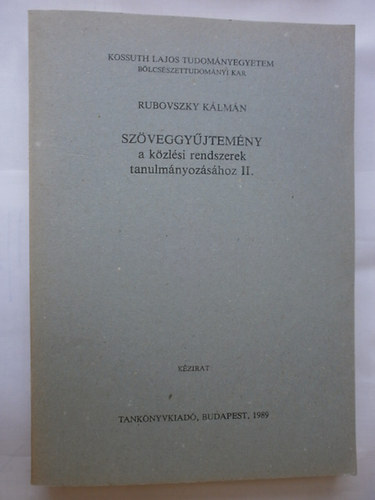 KOSSUTH LAJOS TUDOMÁNYEGYETEM
BÖLCSÉSZETTUDOMÁNYI KAR
RUBOVSZKY KÁLMÁN
SZÖVEGGYŰJTEMÉNY
a közlési rendszerek
tanulmányozásához II.
KÉZIRAT
TANKÖNYVKIADÓ, BUDAPEST, 1989